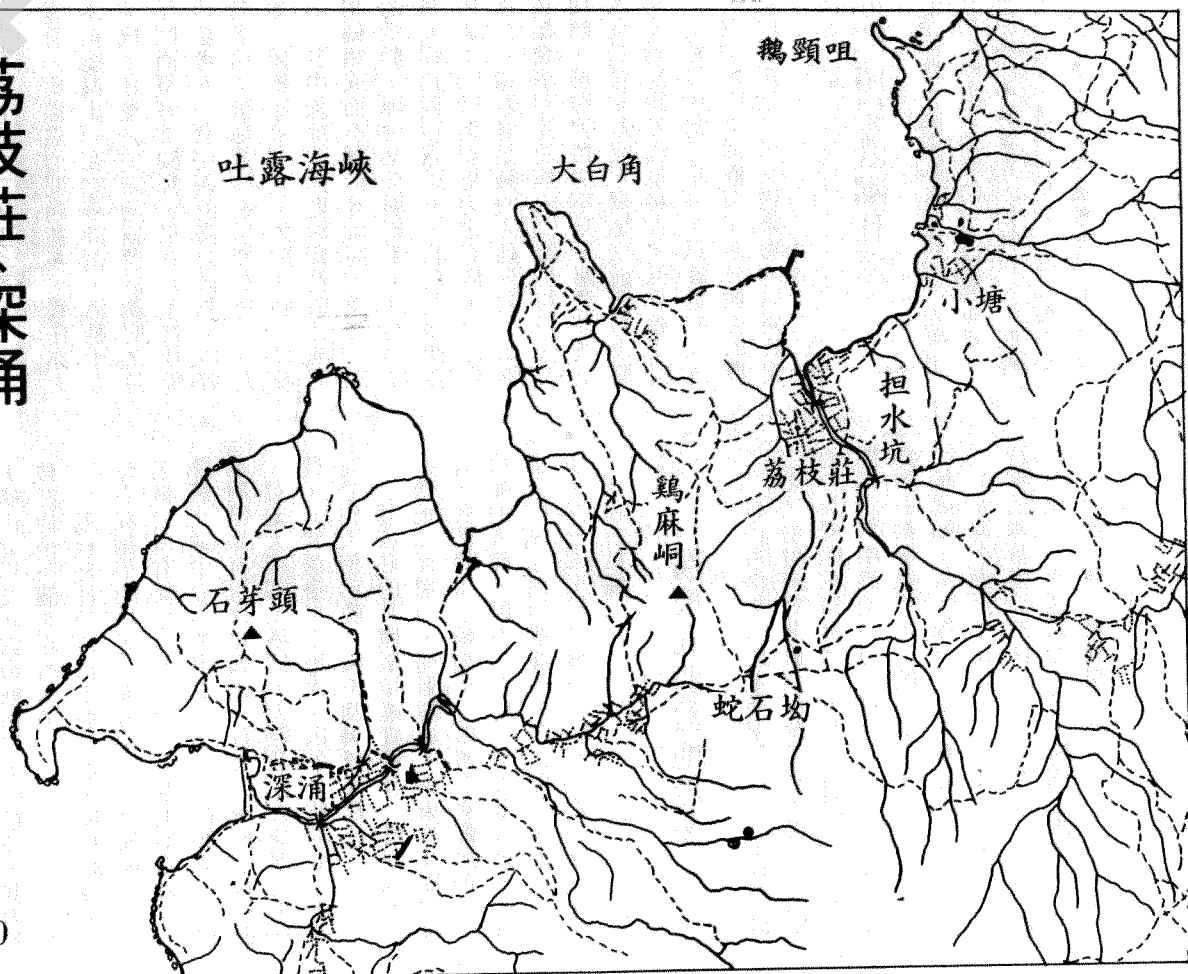 荔枝莊、深涌
鵝頸咀
吐露海峽
大白角
小塘
担水坑
荔枝莊
鷄麻峒
石芽頭
蛇石坳
深涌